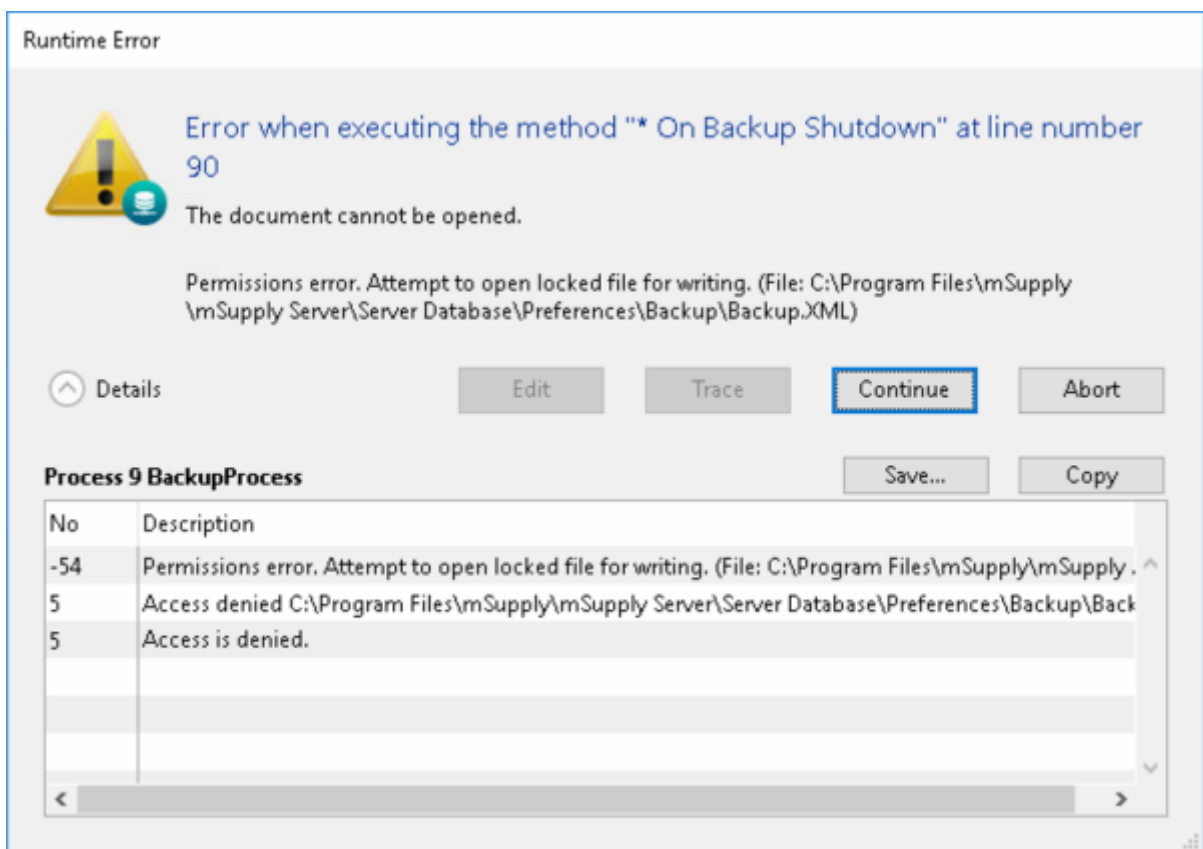 Runtime Error
Error when executing the method "* On Backup Shutdown" at line number
90
The document cannot be opened.
Permissions error. Attempt to open locked file for writing. (File: C:\Program Files\mSupply
\mSupply Server\Server Database\Preferences\Backup\Backup.XML)
Details Edit Trace Continue Abort
Process 9 BackupProcess Save... Copy
No Description
-54 Permissions error. Attempt to open locked file for writing. (File: C:\Program Files\mSupply\mSupply .
5 Access denied C:\Program Files\mSupply\mSupply Server\Server Database\Preferences\Backup\Back
5 Access is denied.